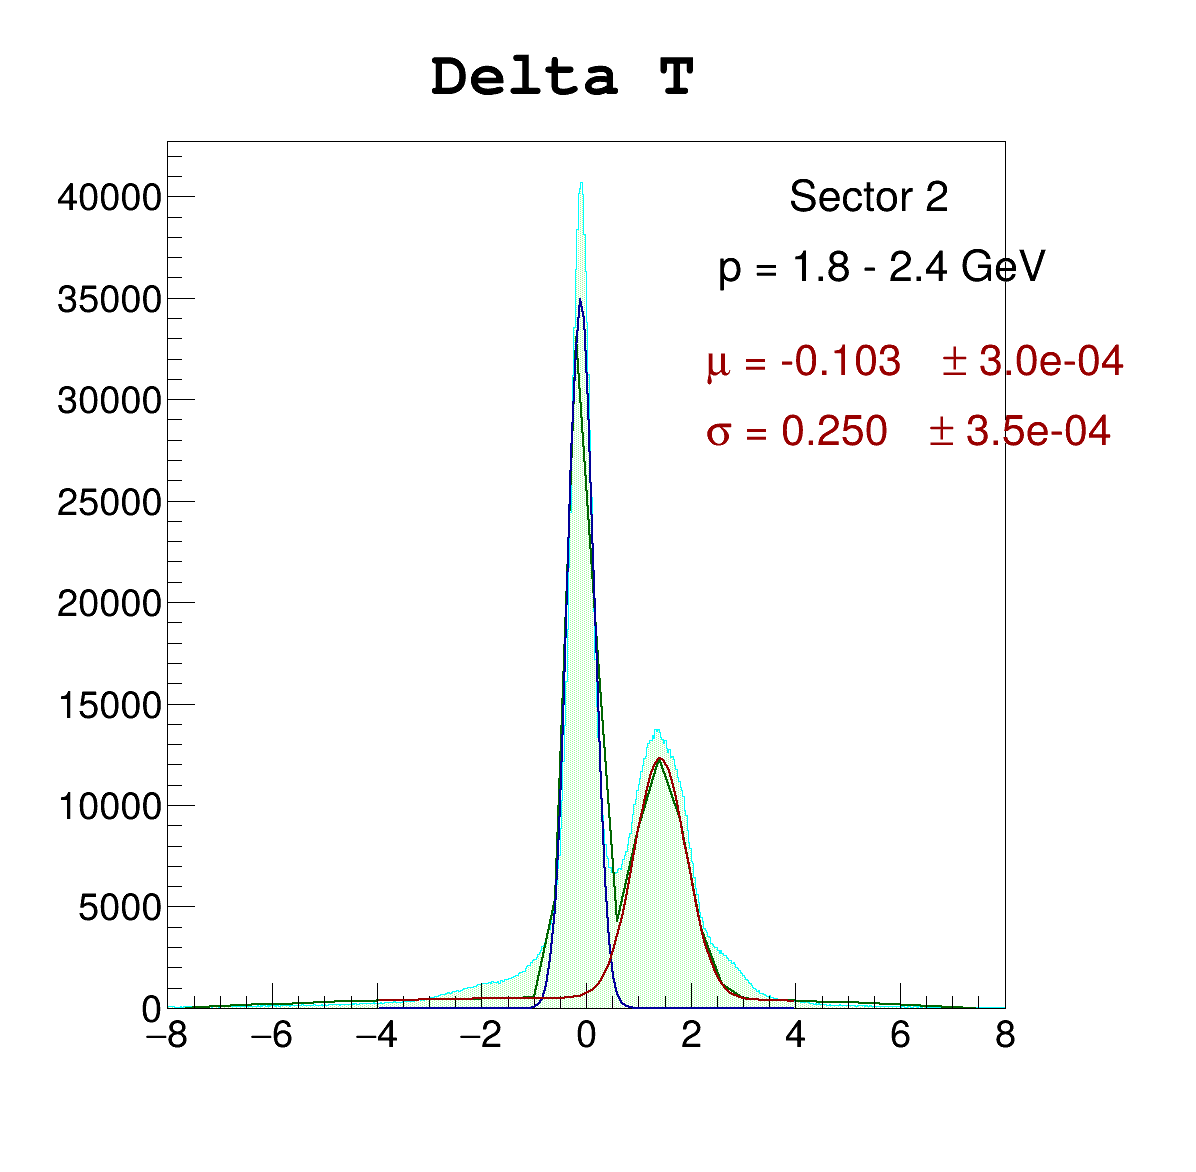 Delta T
Sector 2
p = 1.8 - 2.4 GeV
μ = -0.103 ± 3.0e-04
σ = 0.250 ± 3.5e-04
40000
35000
30000
25000
20000
15000
10000
5000
0
−8 −6 −4 −2 0 2 4 6 8